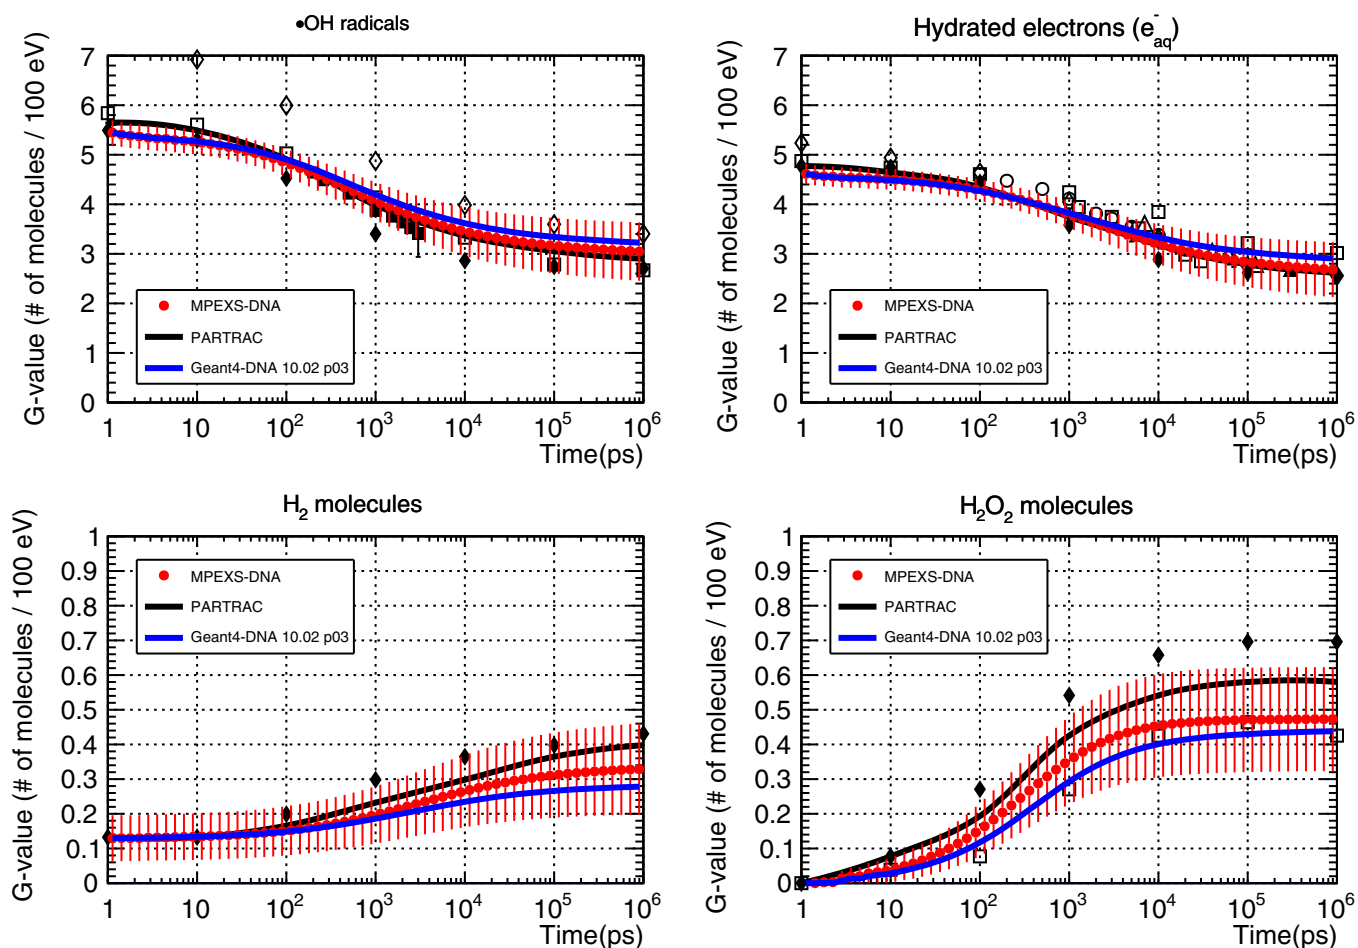 •OH radicals
G-value (# of molecules / 100 eV)
7
6
5
4
3
2
1
0
MPEXS-DNA
PARTRAC
Geant4-DNA 10.02 p03
1 10 10² 10³ 10⁴ 10⁵ 10⁶
Time(ps)
Hydrated electrons (e⁻aq)
G-value (# of molecules / 100 eV)
7
6
5
4
3
2
1
0
MPEXS-DNA
PARTRAC
Geant4-DNA 10.02 p03
1 10 10² 10³ 10⁴ 10⁵ 10⁶
Time(ps)
H₂ molecules
G-value (# of molecules / 100 eV)
1
0.9
0.8
0.7
0.6
0.5
0.4
0.3
0.2
0.1
0
MPEXS-DNA
PARTRAC
Geant4-DNA 10.02 p03
1 10 10² 10³ 10⁴ 10⁵ 10⁶
Time(ps)
H₂O₂ molecules
G-value (# of molecules / 100 eV)
1
0.9
0.8
0.7
0.6
0.5
0.4
0.3
0.2
0.1
0
MPEXS-DNA
PARTRAC
Geant4-DNA 10.02 p03
1 10 10² 10³ 10⁴ 10⁵ 10⁶
Time(ps)